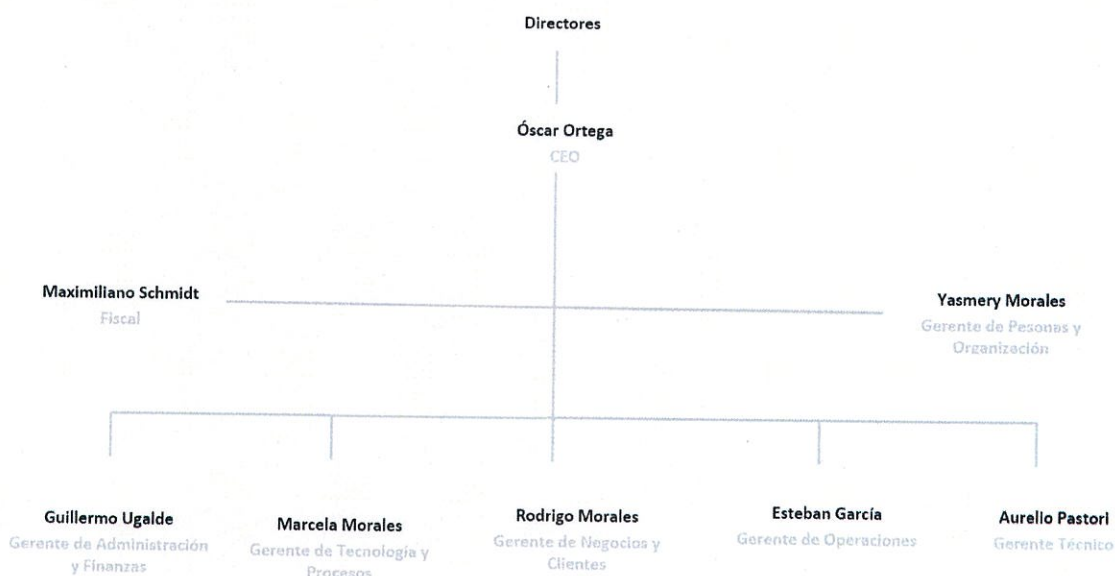 Directores
Óscar Ortega
CEO
Maximiliano Schmidt
Fiscal
Yasmery Morales
Gerente de Pesonas y
Organización
Guillermo Ugalde
Gerente de Administración
y Finanzas
Marcela Morales
Gerente de Tecnología y
Procesos
Rodrigo Morales
Gerente de Negocios y
Clientes
Esteban García
Gerente de Operaciones
Aurelio Pastori
Gerente Técnico